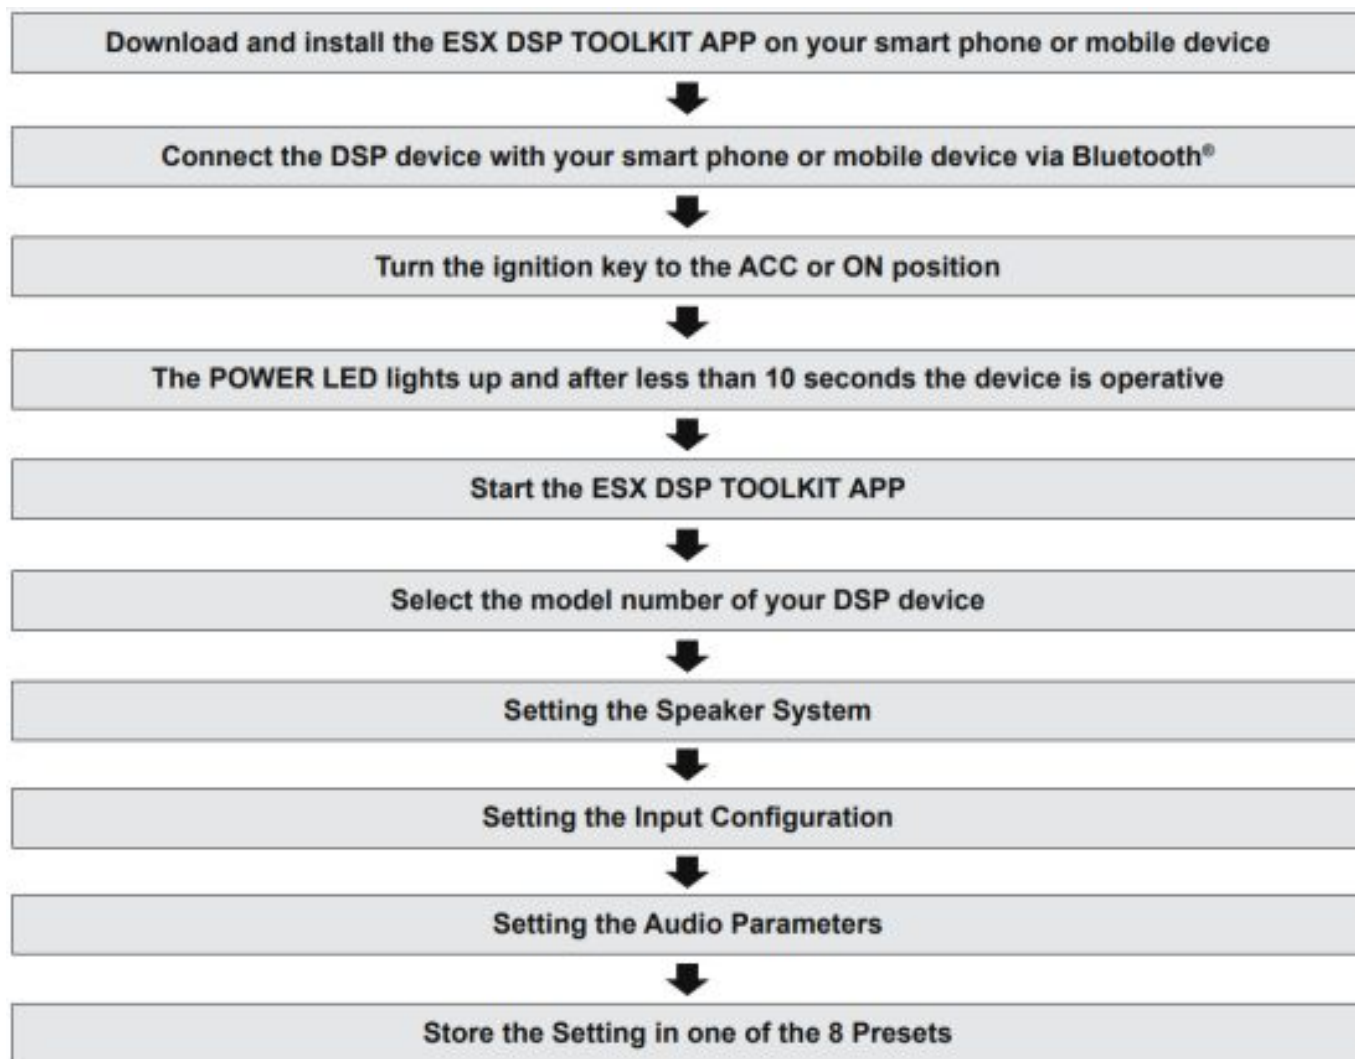 Download and install the ESX DSP TOOLKIT APP on your smart phone or mobile device
Connect the DSP device with your smart phone or mobile device via Bluetooth®
Turn the ignition key to the ACC or ON position
The POWER LED lights up and after less than 10 seconds the device is operative
Start the ESX DSP TOOLKIT APP
Select the model number of your DSP device
Setting the Speaker System
Setting the Input Configuration
Setting the Audio Parameters
Store the Setting in one of the 8 Presets